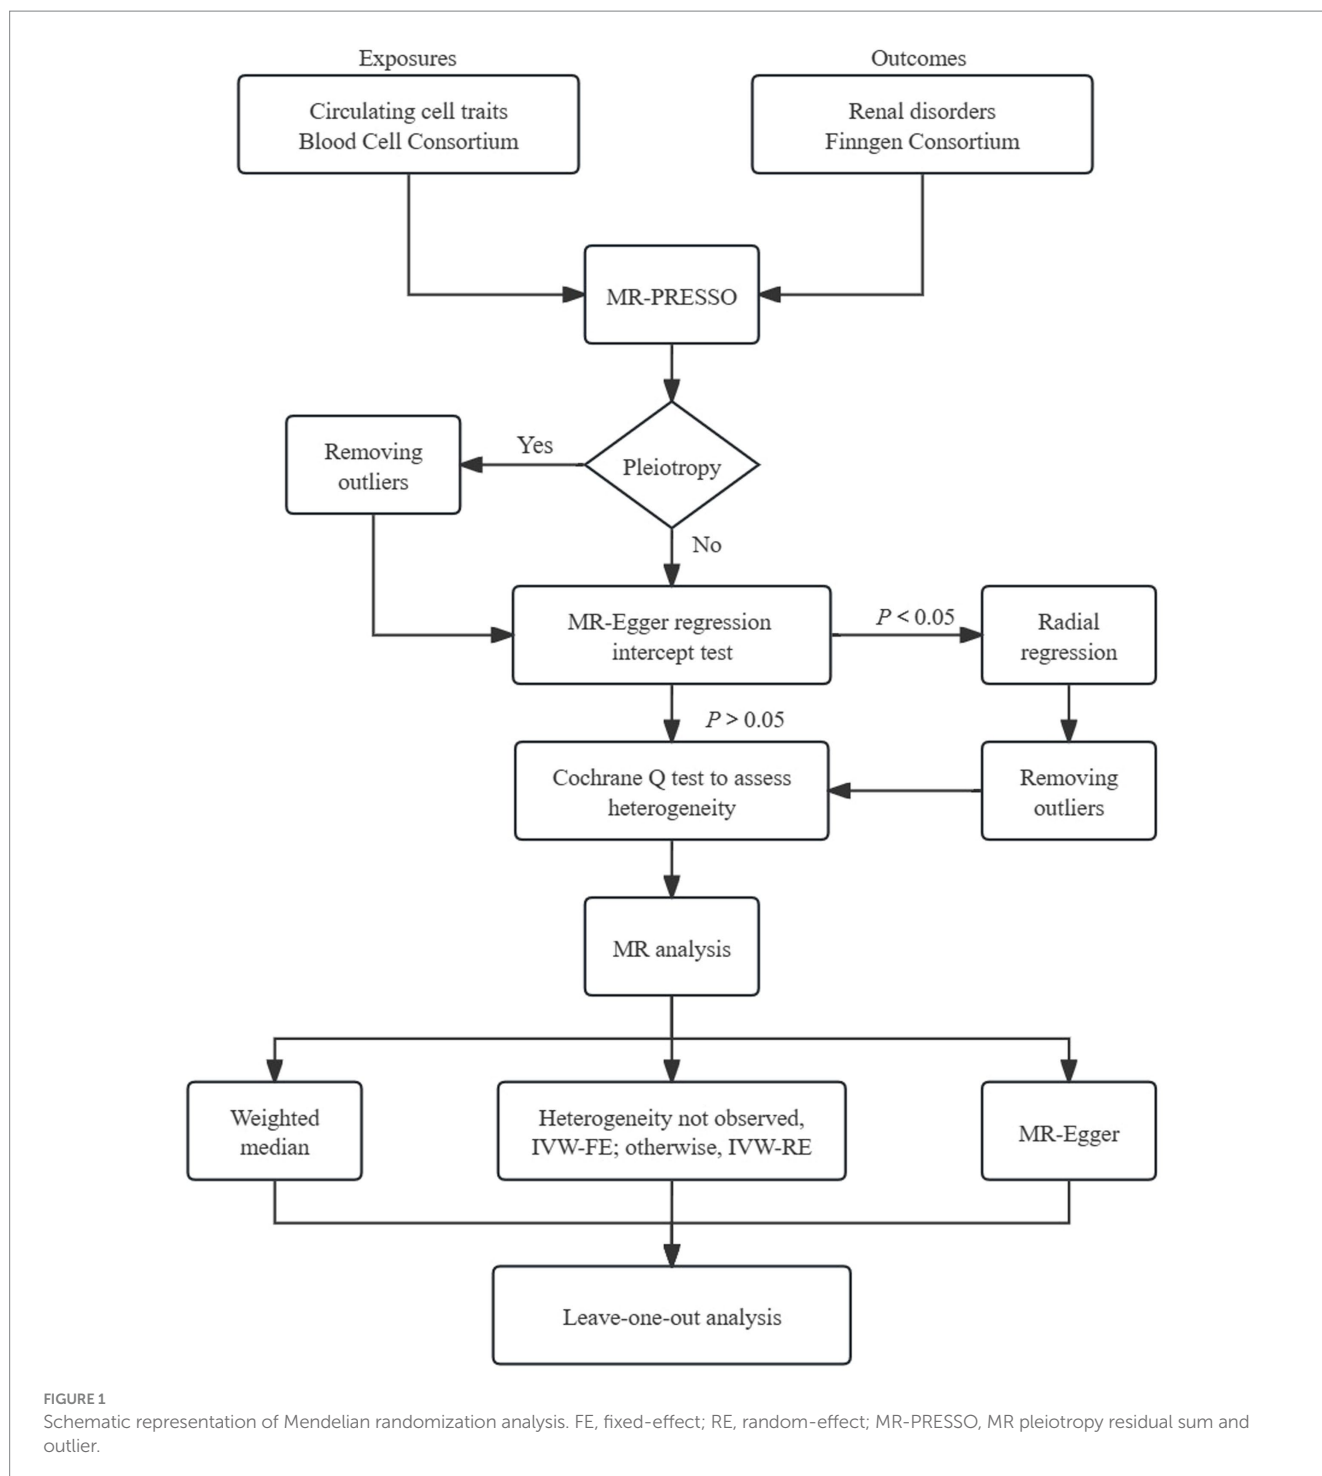 Exposures
Outcomes
Circulating cell traits
Blood Cell Consortium
Renal disorders
Finngen Consortium
MR-PRESSO
Removing
outliers
Yes
Pleiotropy
No
MR-Egger regression
intercept test
P < 0.05
Radial
regression
P > 0.05
Cochrane Q test to assess
heterogeneity
Removing
outliers
MR analysis
Weighted
median
Heterogeneity not observed,
IVW-FE; otherwise, IVW-RE
MR-Egger
Leave-one-out analysis
FIGURE 1
Schematic representation of Mendelian randomization analysis. FE, fixed-effect; RE, random-effect; MR-PRESSO, MR pleiotropy residual sum and
outlier.